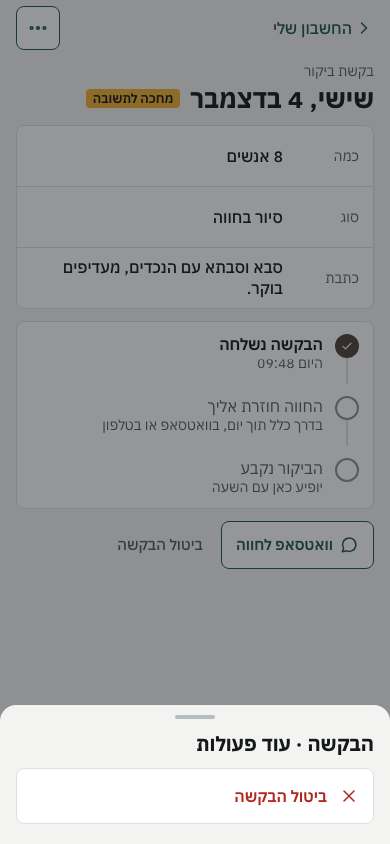 החשבון שלי
בקשת ביקור
שישי, 4 בדצמבר מחכה לתשובה
כמה 8 אנשים
סוג סיור בחווה
כתבת סבא וסבתא עם הנכדים, מעדיפים
בוקר.
הבקשה נשלחה
היום 09:48
החווה חוזרת אליך
בדרך כלל תוך יום, בוואטסאפ או בטלפון
הביקור נקבע
יופיע כאן עם השעה
וואטסאפ לחווה ביטול הבקשה
הבקשה · עוד פעולות
ביטול הבקשה